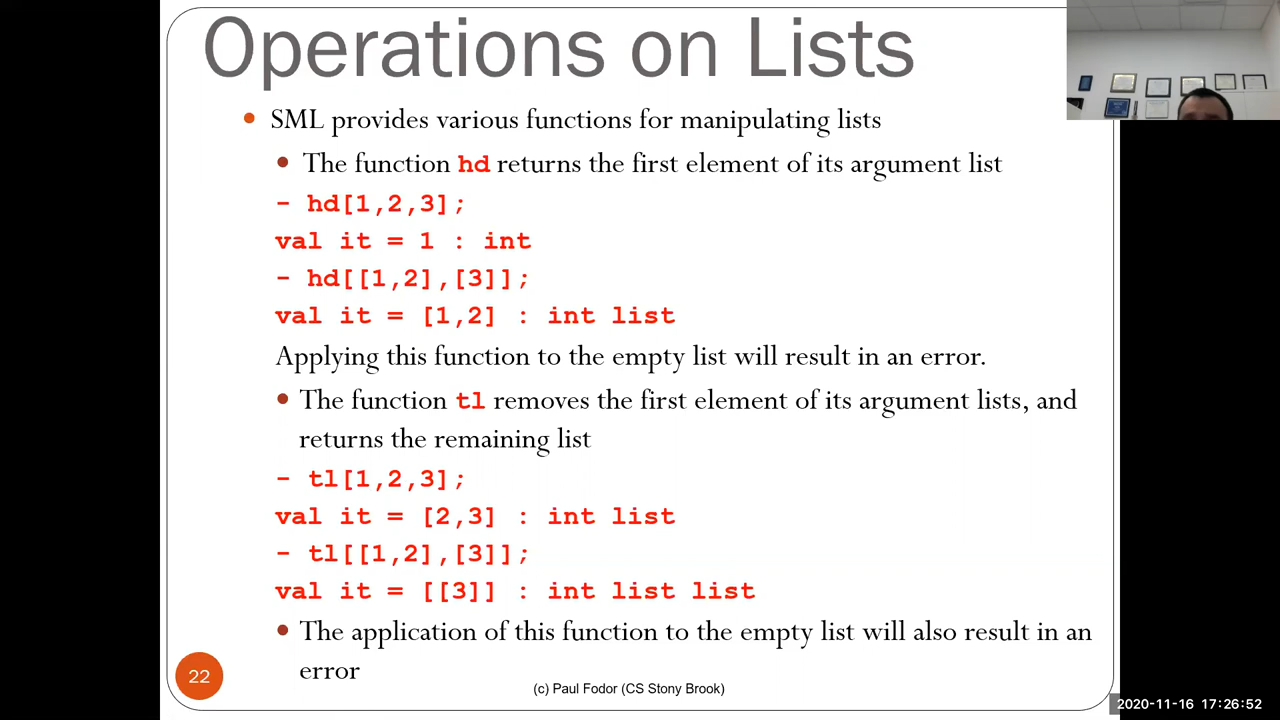 Operations on Lists
SML provides various functions for manipulating lists
The function hd returns the first element of its argument list
- hd[1,2,3];
val it = 1 : int
- hd[[1,2],[3]];
val it = [1,2] : int list
Applying this function to the empty list will result in an error.
The function tl removes the first element of its argument lists, and
returns the remaining list
- tl[1,2,3];
val it = [2,3] : int list
- tl[[1,2],[3]];
val it = [[3]] : int list list
The application of this function to the empty list will also result in an
error
22
(c) Paul Fodor (CS Stony Brook)
2020-11-16 17:26:52